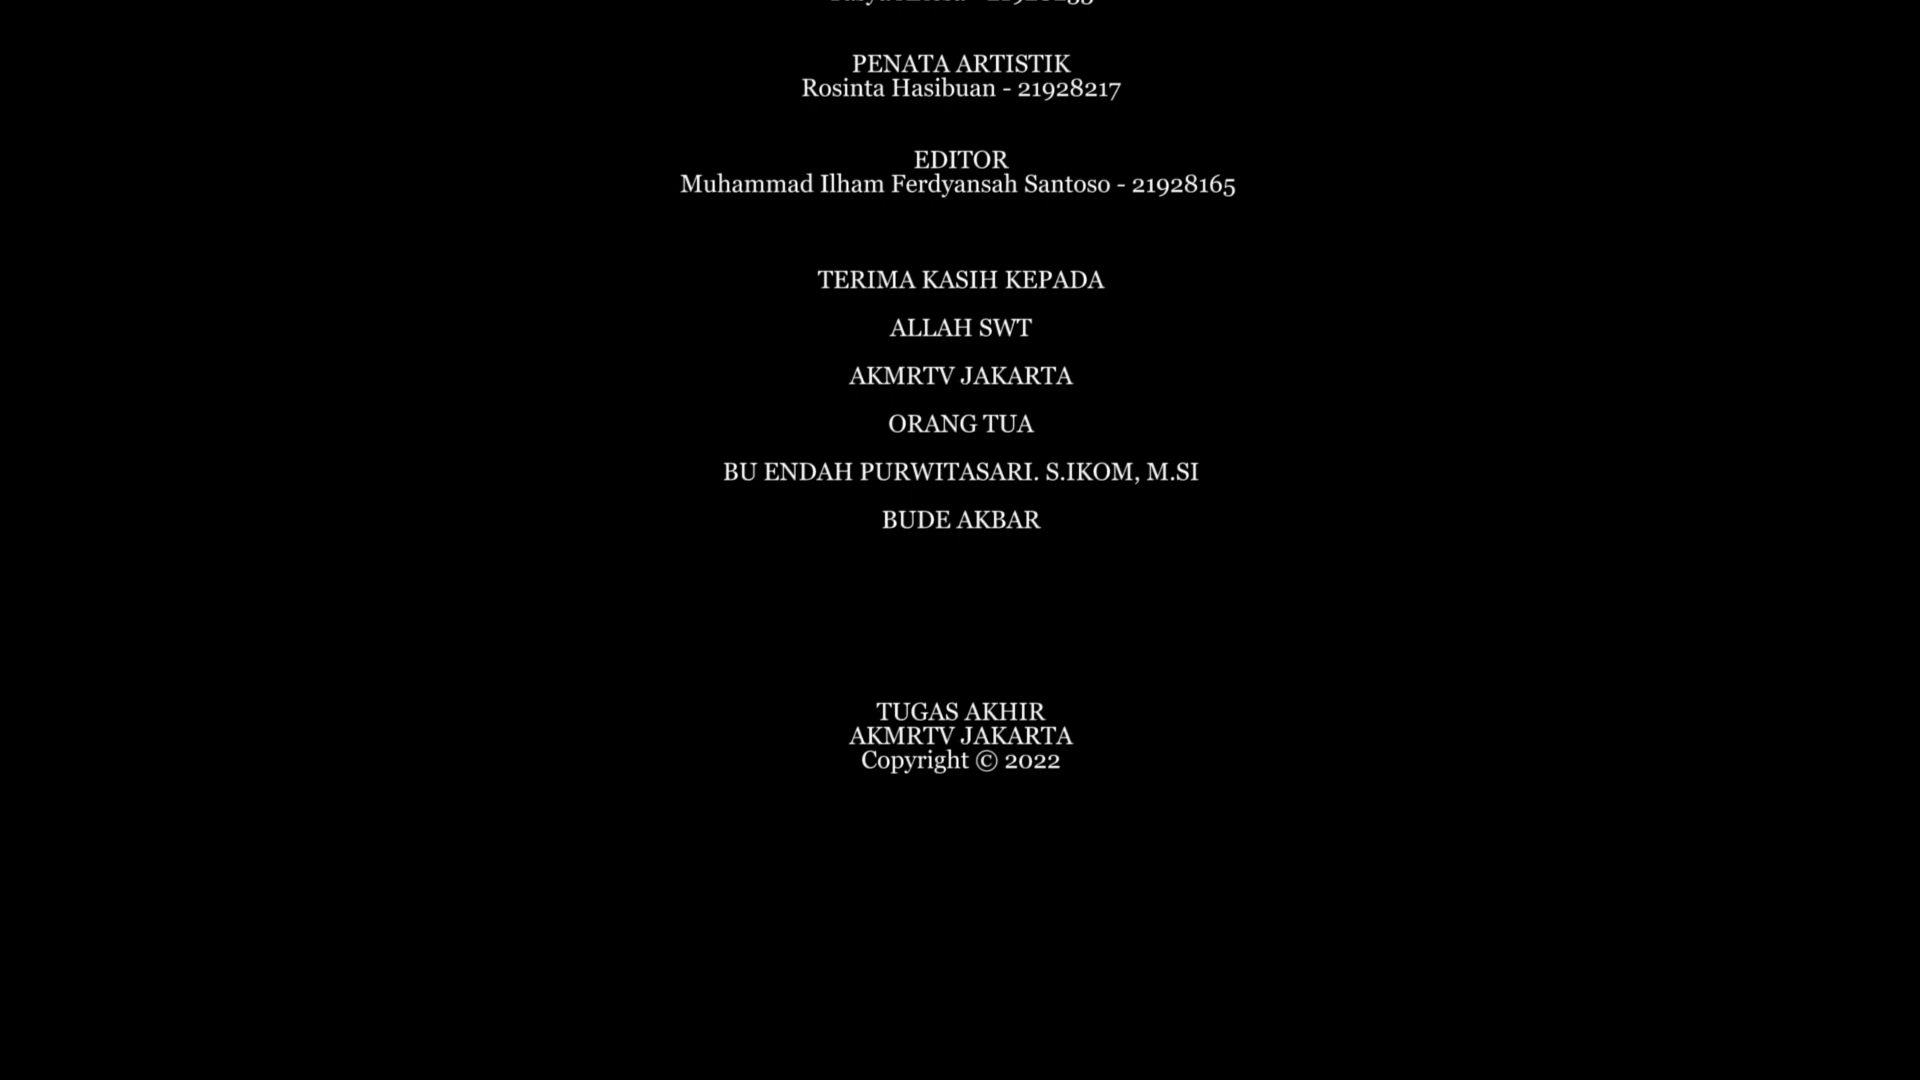 PENATA ARTISTIK
Rosinta Hasibuan - 21928217
EDITOR
Muhammad Ilham Ferdyansah Santoso - 21928165
TERIMA KASIH KEPADA
ALLAH SWT
AKMRTV JAKARTA
ORANG TUA
BU ENDAH PURWITASARI. S.IKOM, M.SI
BUDE AKBAR
TUGAS AKHIR
AKMRTV JAKARTA
Copyright © 2022